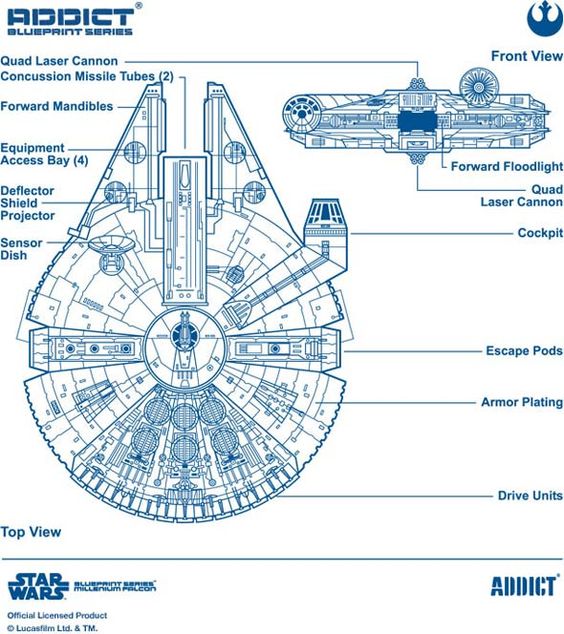 ADDICT®
BLUEPRINT SERIES
Quad Laser Cannon
Concussion Missile Tubes (2)
Forward Mandibles
Equipment
Access Bay (4)
Deflector
Shield
Projector
Sensor
Dish
Front View
Forward Floodlight
Quad
Laser Cannon
Cockpit
Escape Pods
Armor Plating
Drive Units
Top View
STAR
WARS
BLUEPRINT SERIES
MILLENIUM FALCON
ADDICT
Official Licensed Product
© Lucasfilm Ltd. & TM.